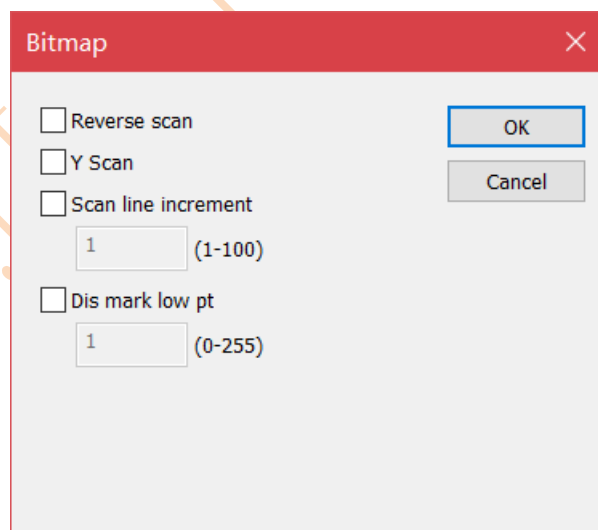 Bitmap
Reverse scan
OK
Y Scan
Cancel
Scan line increment
1 (1-100)
Dis mark low pt
1 (0-255)